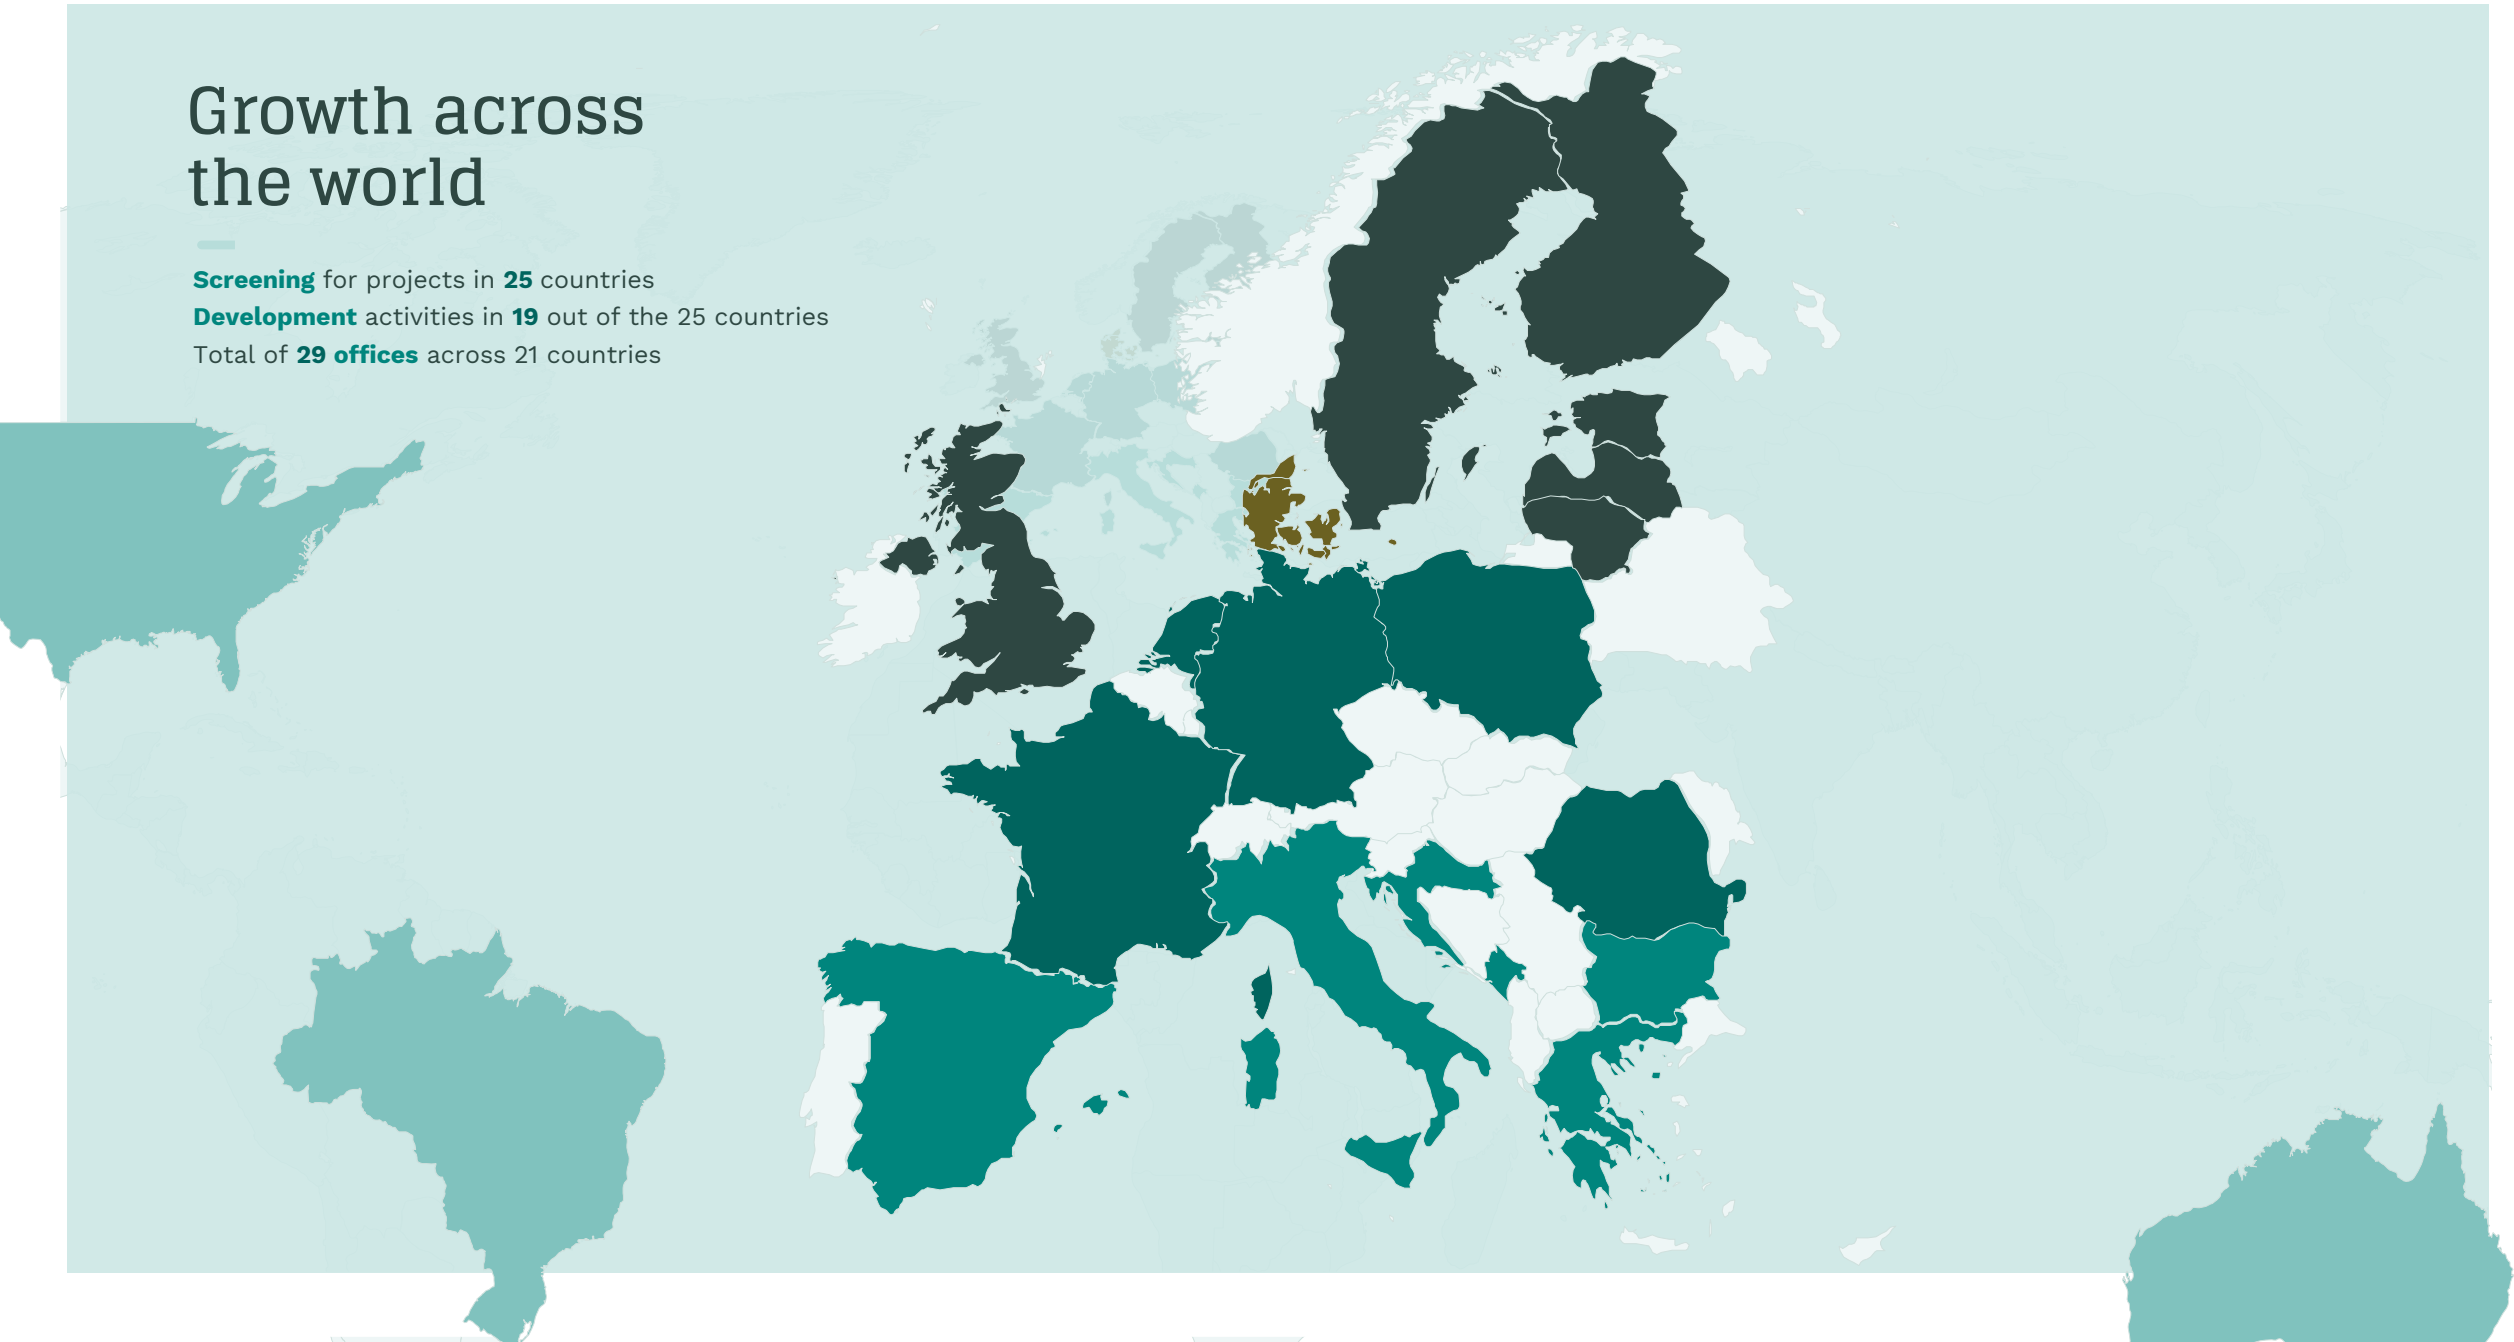 Growth across
the world
Screening for projects in 25 countries
Development activities in 19 out of the 25 countries
Total of 29 offices across 21 countries